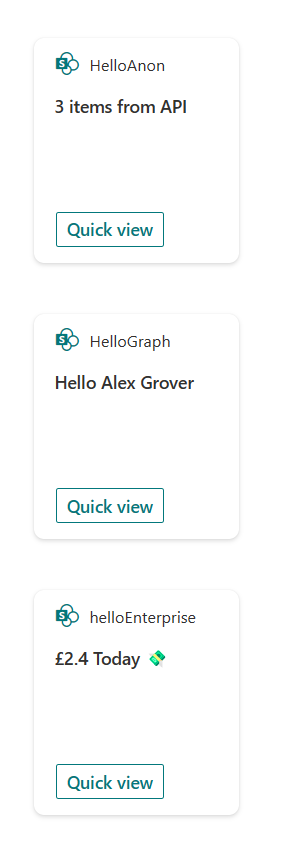 HelloAnon
3 items from API
Quick view
HelloGraph
Hello Alex Grover
Quick view
helloEnterprise
£2.4 Today 💸
Quick view